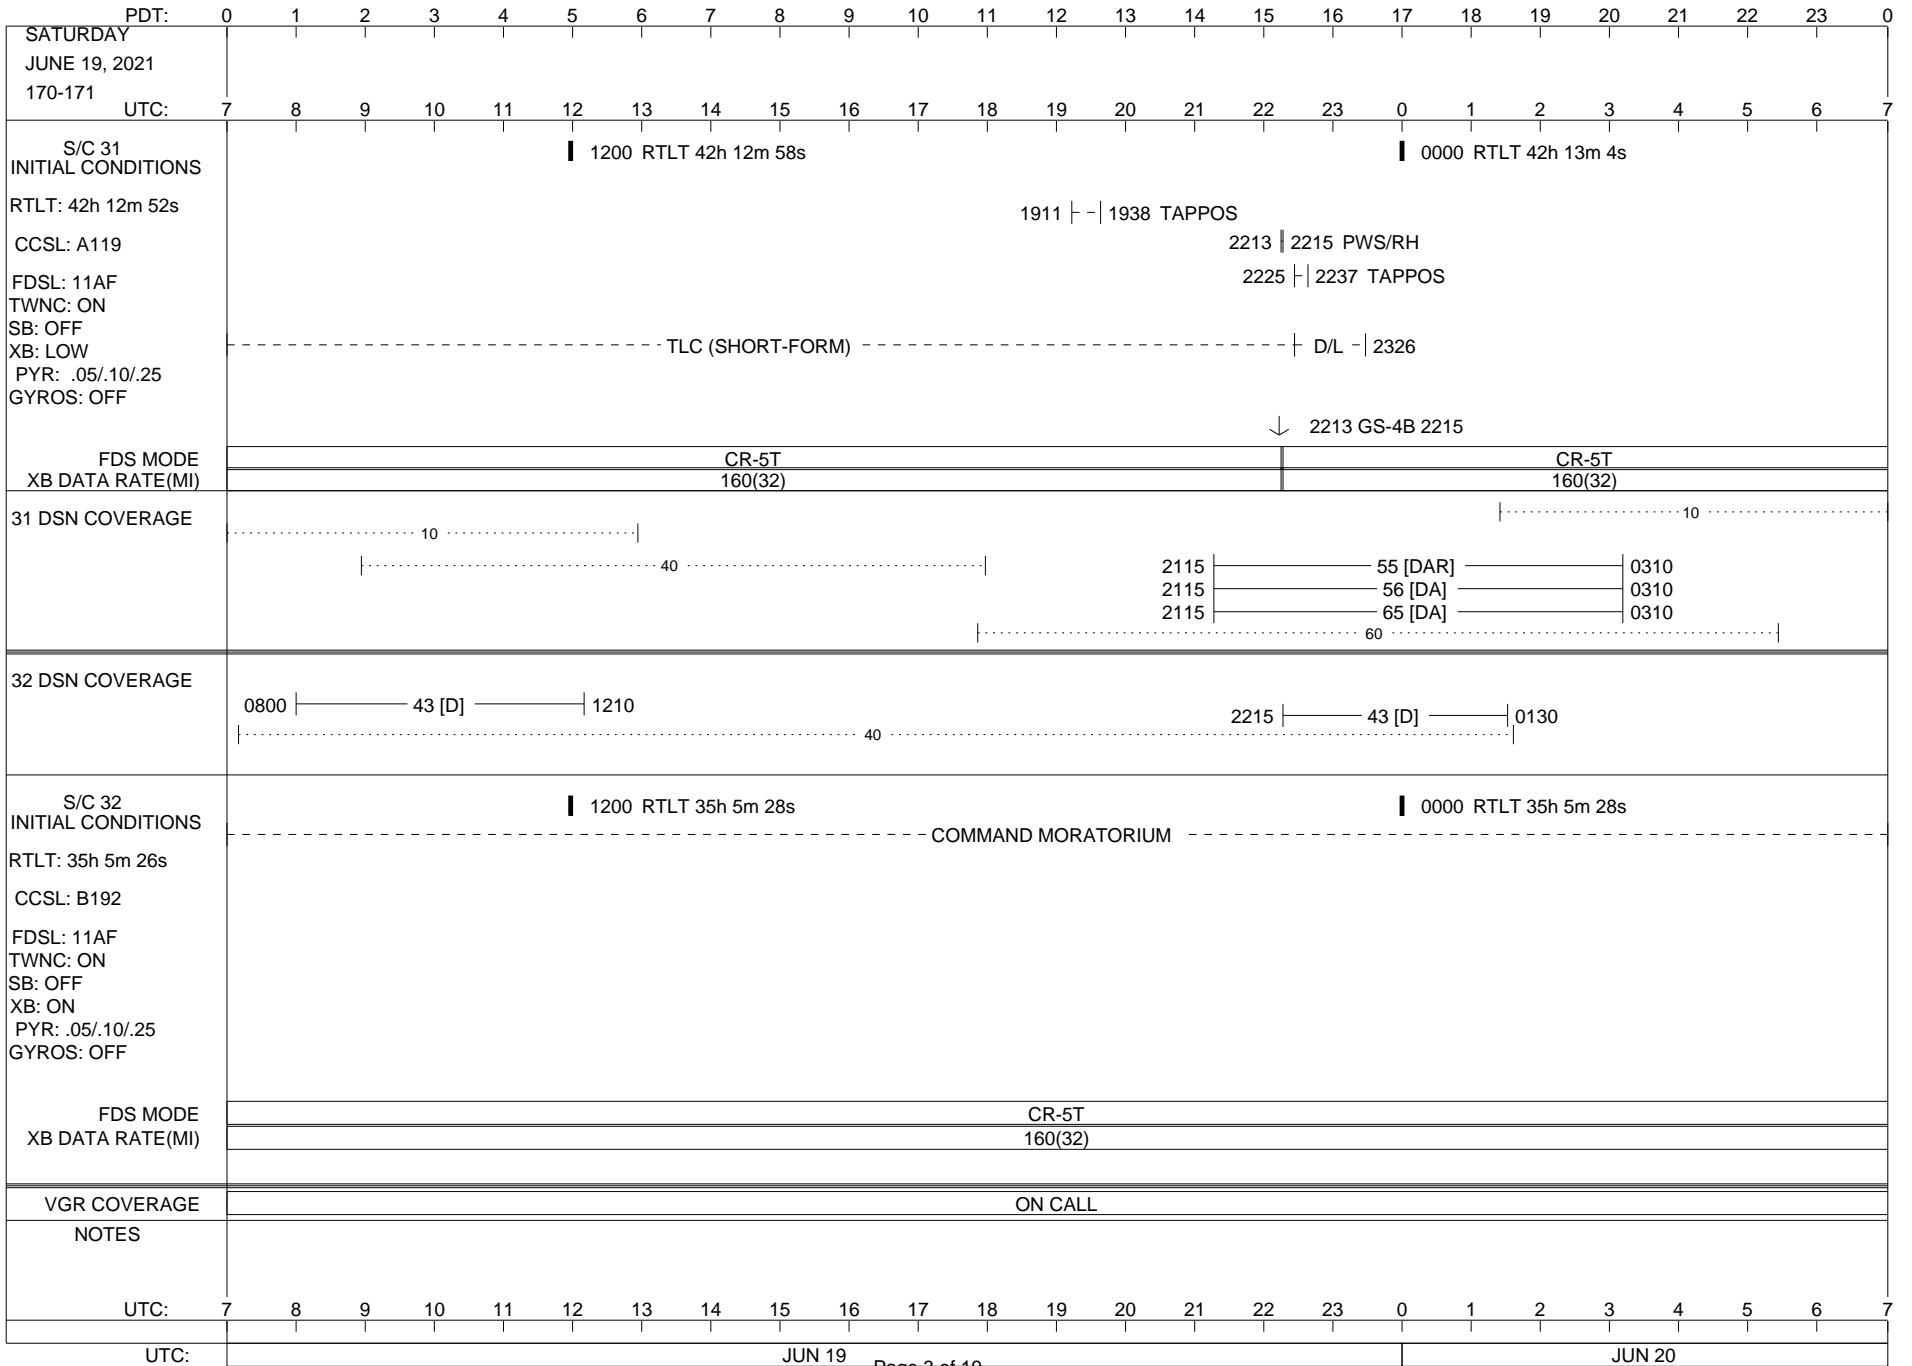 PDT: 0 1 2 3 4 5 6 7 8 9 10 11 12 13 14 15 16 17 18 19 20 21 22 23 0
SATURDAY
JUNE 19, 2021
170-171
UTC: 7 8 9 10 11 12 13 14 15 16 17 18 19 20 21 22 23 0 1 2 3 4 5 6 7
S/C 31
INITIAL CONDITIONS
1200 RTLT 42h 12m 58s
0000 RTLT 42h 13m 4s
RTLT: 42h 12m 52s
1911 1938 TAPPOS
CCSL: A119
2213 2215 PWS/RH
FDSL: 11AF
2225 2237 TAPPOS
TWNC: ON
SB: OFF
XB: LOW
TLC (SHORT-FORM) D/L 2326
PYR: .05/.10/.25
GYROS: OFF
2213 GS-4B 2215
FDS MODE CR-5T CR-5T
XB DATA RATE(MI) 160(32) 160(32)
31 DSN COVERAGE
10
10
40
2115 55 [DAR] 0310
2115 56 [DA] 0310
2115 65 [DA] 0310
60
32 DSN COVERAGE
0800 43 [D] 1210
2215 43 [D] 0130
40
S/C 32
INITIAL CONDITIONS
1200 RTLT 35h 5m 28s
0000 RTLT 35h 5m 28s
COMMAND MORATORIUM
RTLT: 35h 5m 26s
CCSL: B192
FDSL: 11AF
TWNC: ON
SB: OFF
XB: ON
PYR: .05/.10/.25
GYROS: OFF
FDS MODE CR-5T
XB DATA RATE(MI) 160(32)
VGR COVERAGE ON CALL
NOTES
UTC: 7 8 9 10 11 12 13 14 15 16 17 18 19 20 21 22 23 0 1 2 3 4 5 6 7
UTC: JUN 19 JUN 20
Page 3 of 19